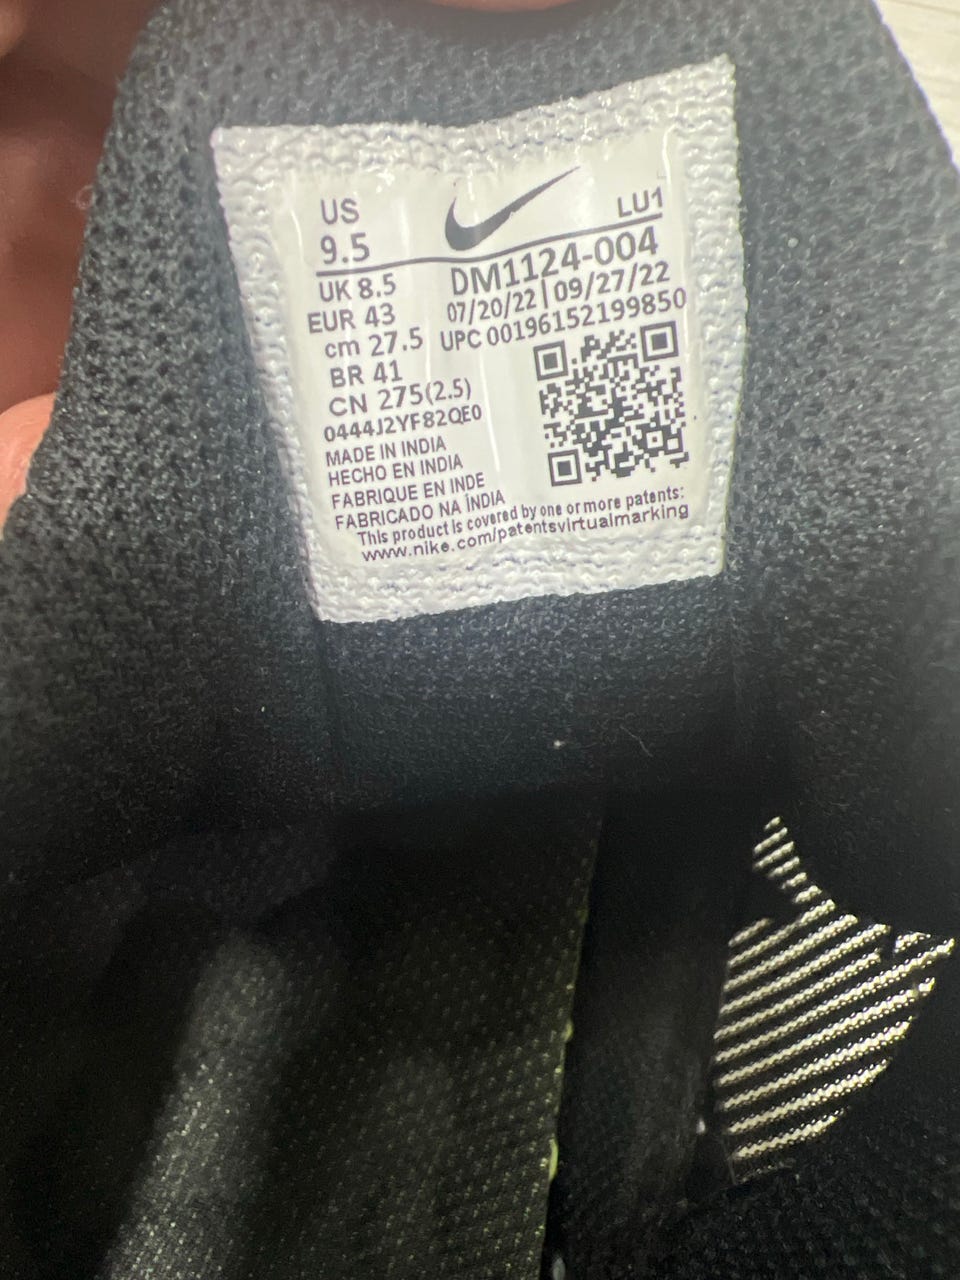 US
9.5
UK 8.5
EUR 43
cm 27.5
BR 41
CN 275(2.5)
0444J2YF82QE0
LU1
DM1124-004
07/20/22 | 09/27/22
UPC 00196152199850
MADE IN INDIA
HECHO EN INDIA
FABRIQUE EN INDE
FABRICADO NA ÍNDIA
This product is covered by one or more patents:
www.nike.com/patentsvirtualmarking